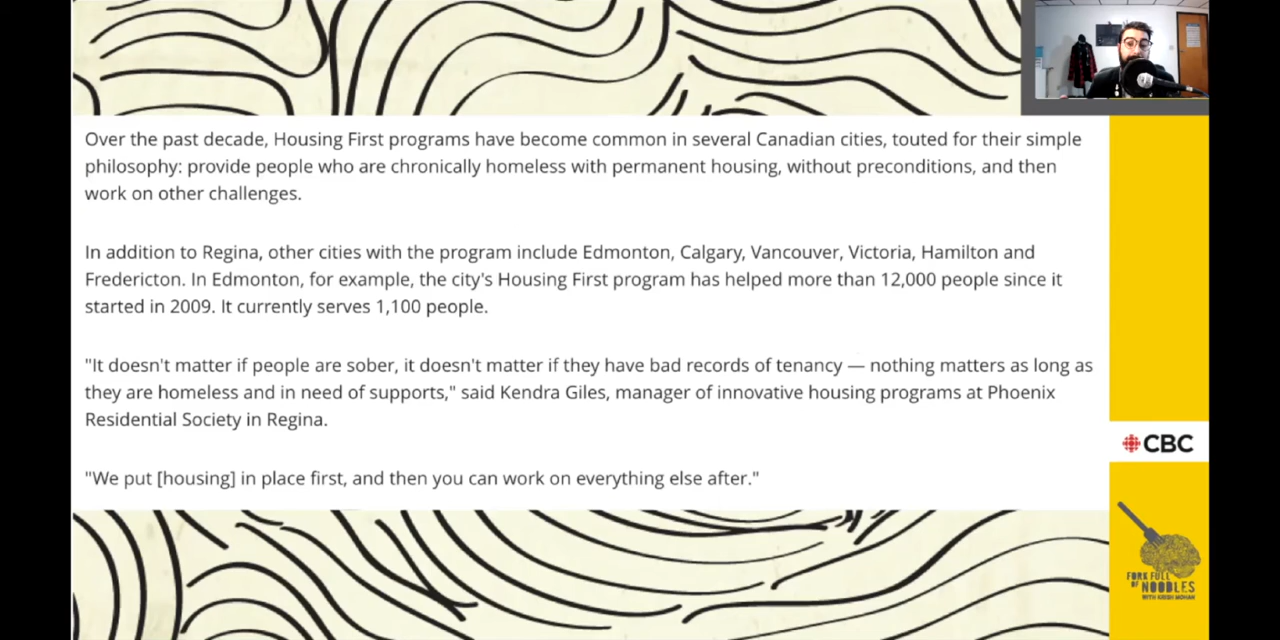 Over the past decade, Housing First programs have become common in several Canadian cities, touted for their simple
philosophy: provide people who are chronically homeless with permanent housing, without preconditions, and then
work on other challenges.
In addition to Regina, other cities with the program include Edmonton, Calgary, Vancouver, Victoria, Hamilton and
Fredericton. In Edmonton, for example, the city's Housing First program has helped more than 12,000 people since it
started in 2009. It currently serves 1,100 people.
"It doesn't matter if people are sober, it doesn't matter if they have bad records of tenancy — nothing matters as long as
they are homeless and in need of supports," said Kendra Giles, manager of innovative housing programs at Phoenix
Residential Society in Regina.
"We put [housing] in place first, and then you can work on everything else after."
CBC
FORK FULL
OF NOODLES
WITH KRISH MOHAN